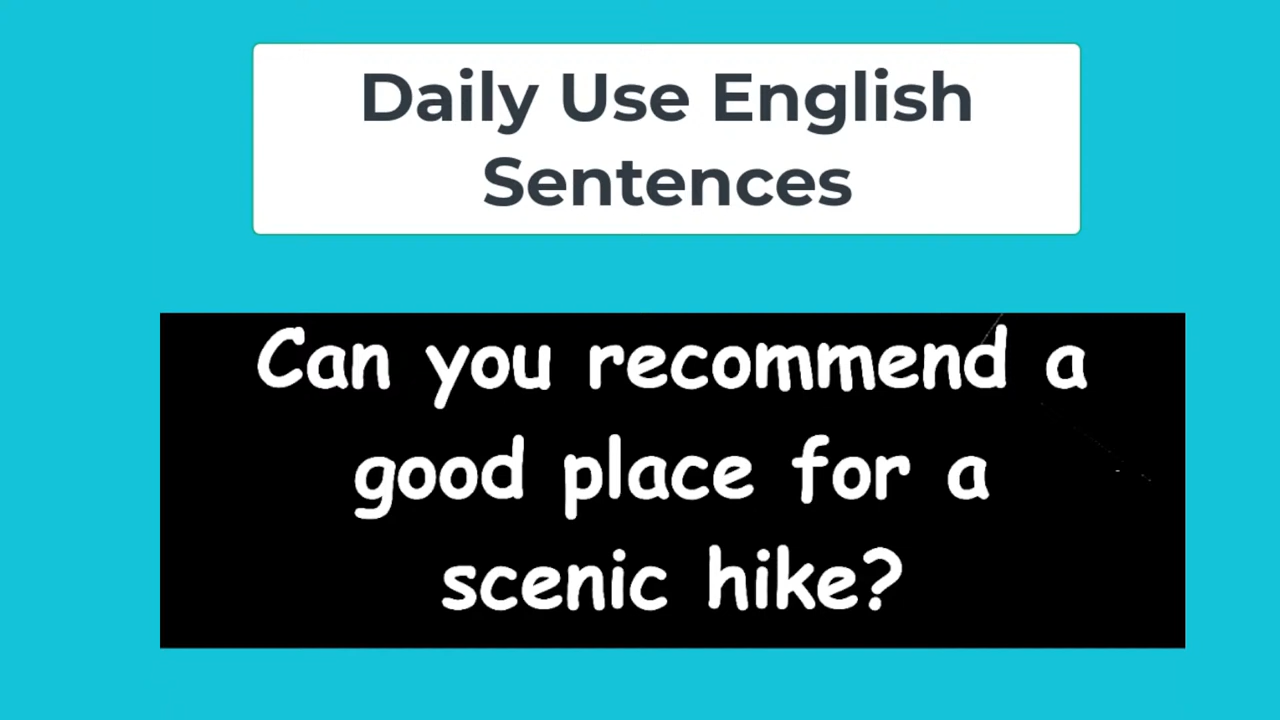 Daily Use English
Sentences
Can you recommend a
good place for a
scenic hike?